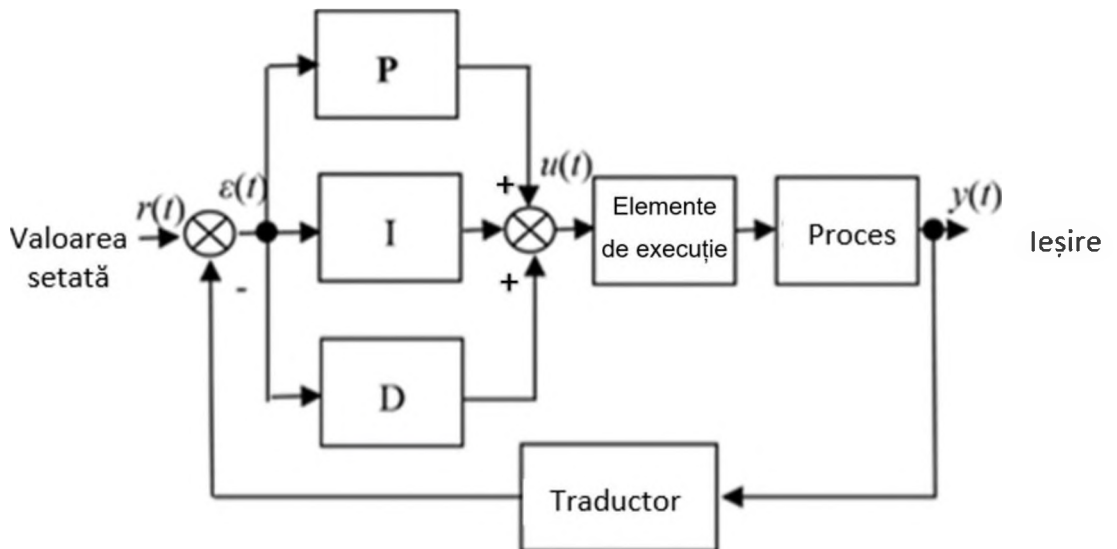 P
r(t)
ε(t)
Valoarea
setată
-
I
+
+
u(t)
Elemente
de execuție
Proces
y(t)
Ieșire
D
Traductor